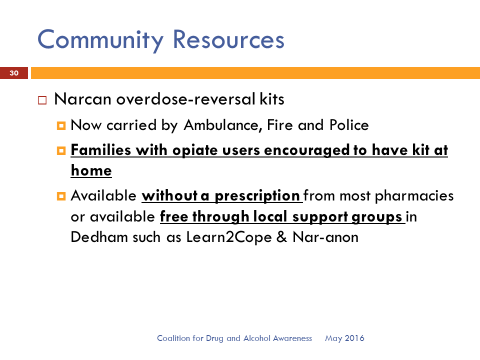 Community Resources
30
Narcan overdose-reversal kits
Now carried by Ambulance, Fire and Police
Families with opiate users encouraged to have kit at
home
Available without a prescription from most pharmacies
or available free through local support groups in
Dedham such as Learn2Cope & Nar-anon
Coalition for Drug and Alcohol Awareness May 2016